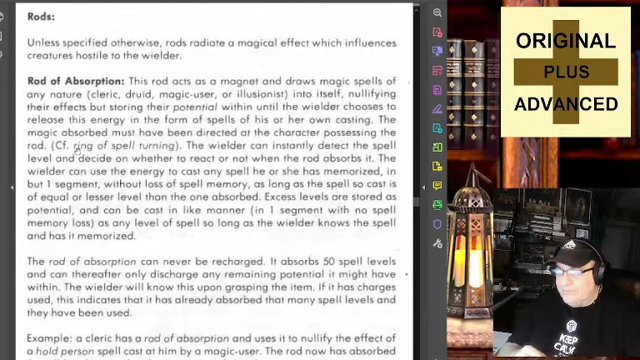 Rods:
Unless specified otherwise, rods radiate a magical effect which influences
creatures hostile to the wielder.
Rod of Absorption: This rod acts as a magnet and draws magic spells of
any nature (cleric, druid, magic-user, or illusionist) into itself, nullifying
their effects but storing their potential within until the wielder chooses to
release this energy in the form of spells of his or her own casting. The
magic absorbed must have been directed at the character possessing the
rod. (Cf. ring of spell turning). The wielder can instantly detect the spell
level and decide on whether to react or not when the rod absorbs it. The
wielder can use the energy to cast any spell he or she has memorized, in
but 1 segment, without loss of spell memory, as long as the spell so cast is
of equal or lesser level than the one absorbed. Excess levels are stored as
potential, and can be cast in like manner (in 1 segment with no spell
memory loss) as any level of spell so long as the wielder knows the spell
and has it memorized.
The rod of absorption can never be recharged. It absorbs 50 spell levels
and can thereafter only discharge any remaining potential it might have
within. The wielder will know this upon grasping the item. If it has charges
used, this indicates that it has already absorbed that many spell levels and
they have been used.
Example: a cleric has a rod of absorption and uses it to nullify the effect of
a hold person spell cast at him by a magic-user. The rod now has absorbed
ORIGINAL
PLUS
ADVANCED
KEEP
CALM